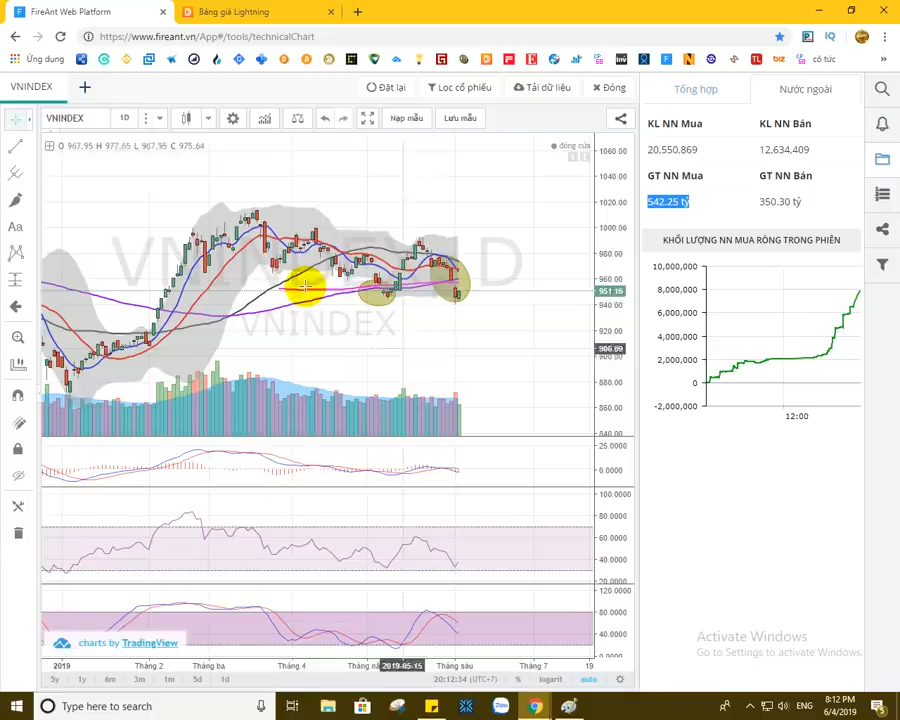 FireAnt Web Platform
Bảng giá Lightning
https://www.fireant.vn/App#/tools/technicalChart
Ứng dụng
có tức
VNINDEX
Đặt lại
Lọc cổ phiếu
Tải dữ liệu
Đóng
Tổng hợp
Nước ngoài
VNINDEX
1D
Nạp mẫu
Lưu mẫu
O 967.95 H 977.65 L 967.95 C 975.64
đóng cửa
KL NN Mua
KL NN Bán
20,550,869
12,634,409
GT NN Mua
GT NN Bán
542.25 tỷ
350.30 tỷ
KHỐI LƯỢNG NN MUA RÒNG TRONG PHIÊN
10,000,000
8,000,000
6,000,000
4,000,000
2,000,000
0
-2,000,000
12:00
1060.00
1040.00
1020.00
1000.00
980.00
960.00
951.16
940.00
920.00
906.09
900.00
880.00
860.00
840.00
VNINDEX
25.0000
0.0000
100.0000
80.0000
60.0000
40.0000
20.0000
120.0000
80.0000
40.0000
0.0000
charts by TradingView
2019
Tháng 2
Tháng ba
Tháng 4
2019-05-15
Tháng sáu
Tháng 7
19
5y
1y
6m
3m
1m
5d
1d
20:12:34 (UTC+7)
%
logarit
auto
Activate Windows
Go to Settings to activate Windows.
Type here to search
Zalo
ENG
8:12 PM
6/4/2019